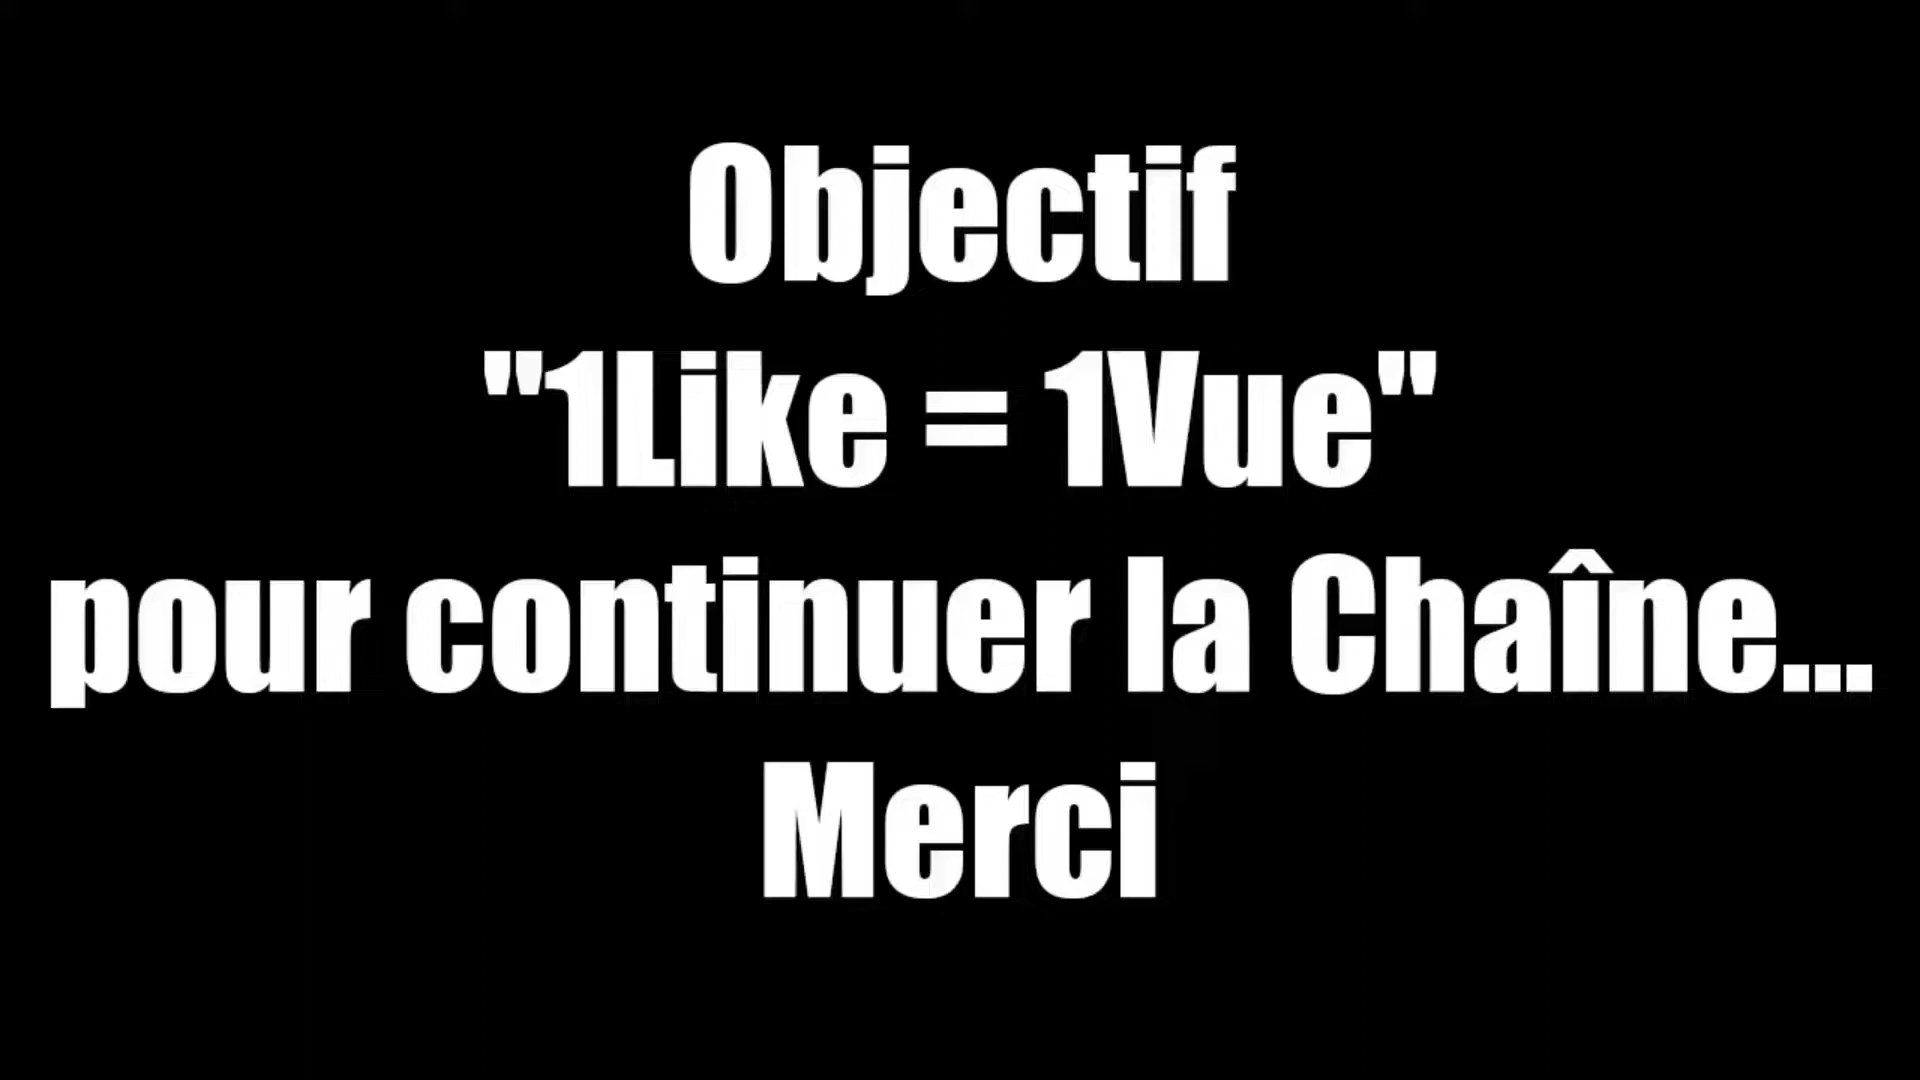 Objectif
"1Like = 1Vue"
pour continuer la Chaîne...
Merci